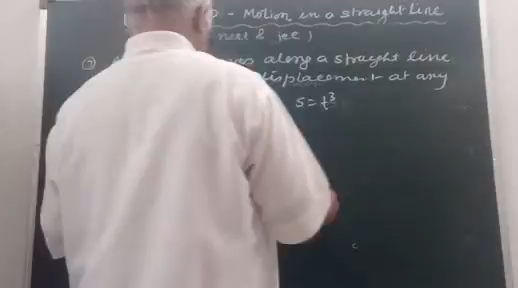 - Motion in a straight line
neet & jee )
along a straight line
displacement at any
s = t³